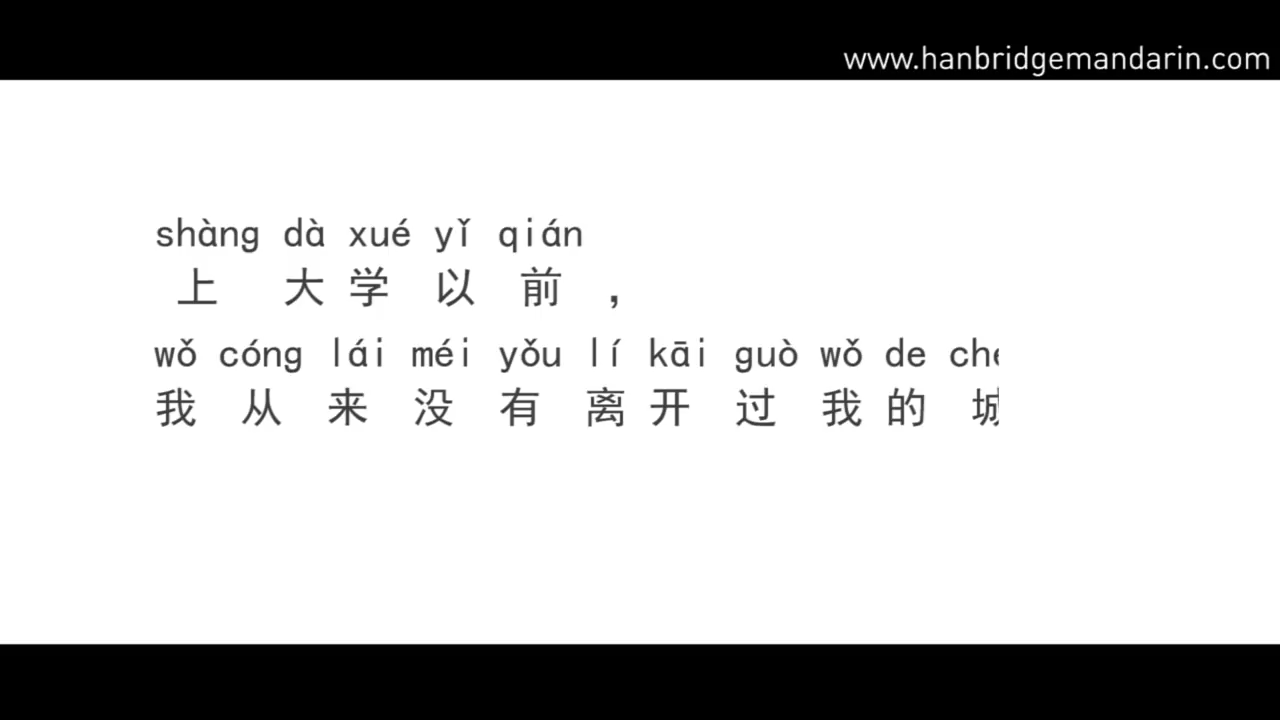 www.hanbridgemandarin.com
shàng dà xué yǐ qián
上 大 学 以 前 ，
wǒ cóng lái méi yǒu lí kāi guò wǒ de
我 从 来 没 有 离 开 过 我 的